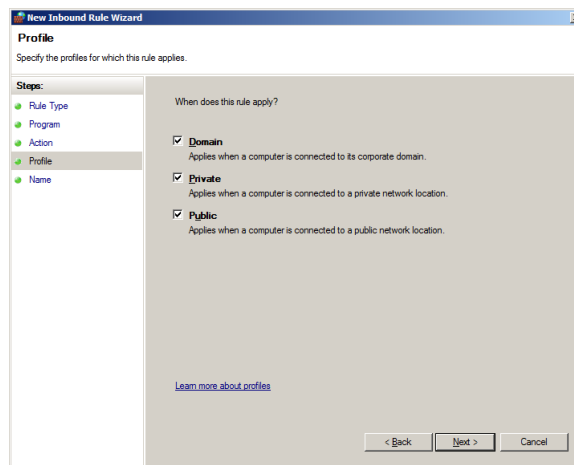 New Inbound Rule Wizard
Profile
Specify the profiles for which this rule applies.
Steps:
Rule Type
Program
Action
Profile
Name
When does this rule apply?
Domain
Applies when a computer is connected to its corporate domain.
Private
Applies when a computer is connected to a private network location.
Public
Applies when a computer is connected to a public network location.
Learn more about profiles
< Back
Next >
Cancel